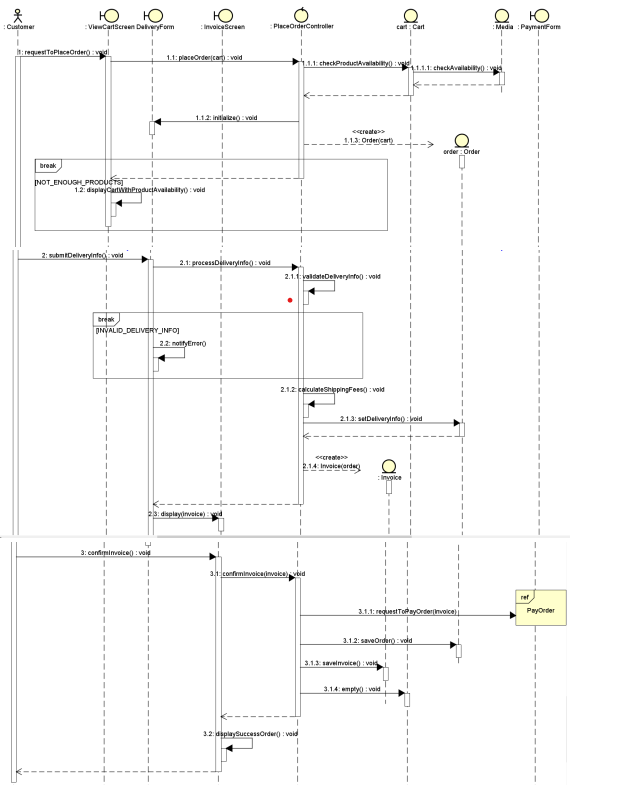 : Customer
: ViewCartScreen
DeliveryForm
: InvoiceScreen
: PlaceOrderController
cart : Cart
: Media
: PaymentForm
1: requestToPlaceOrder() : void
1.1: placeOrder(cart) : void
1.1.1: checkProductAvailability() : void
1.1.1.1: checkAvailability() : void
1.1.2: initialize() : void
<<create>>
1.1.3: Order(cart)
order : Order
break
[NOT_ENOUGH_PRODUCTS]
1.2: displayCartWithProductAvailability() : void
2: submitDeliveryInfo() : void
2.1: processDeliveryInfo() : void
2.1.1: validateDeliveryInfo() : void
break
[INVALID_DELIVERY_INFO]
2.2: notifyError()
2.1.2: calculateShippingFees() : void
2.1.3: setDeliveryInfo() : void
<<create>>
2.1.4: Invoice(order)
: Invoice
2.3: display(invoice) : void
3: confirmInvoice() : void
3.1: confirmInvoice(invoice) : void
ref
PayOrder
3.1.1: requestToPayOrder(invoice)
3.1.2: saveOrder() : void
3.1.3: saveInvoice() : void
3.1.4: empty() : void
3.2: displaySuccessOrder() : void